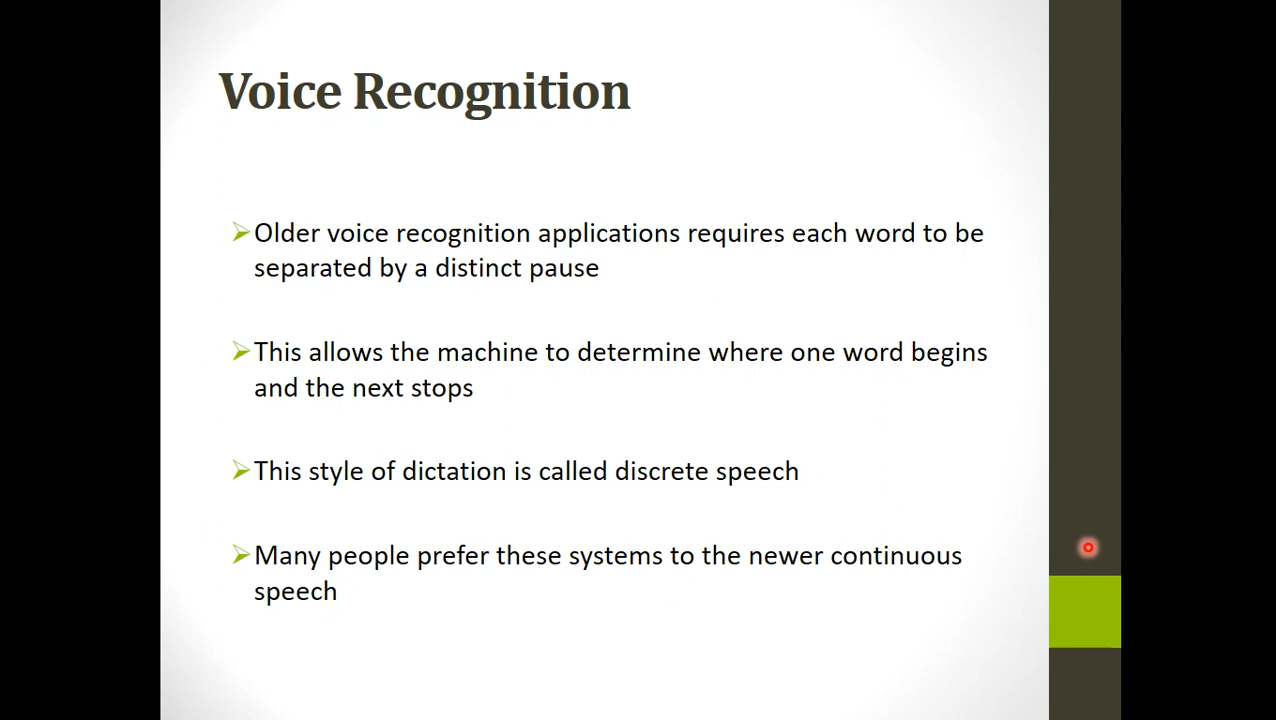 Voice Recognition
Older voice recognition applications requires each word to be
separated by a distinct pause
This allows the machine to determine where one word begins
and the next stops
This style of dictation is called discrete speech
Many people prefer these systems to the newer continuous
speech